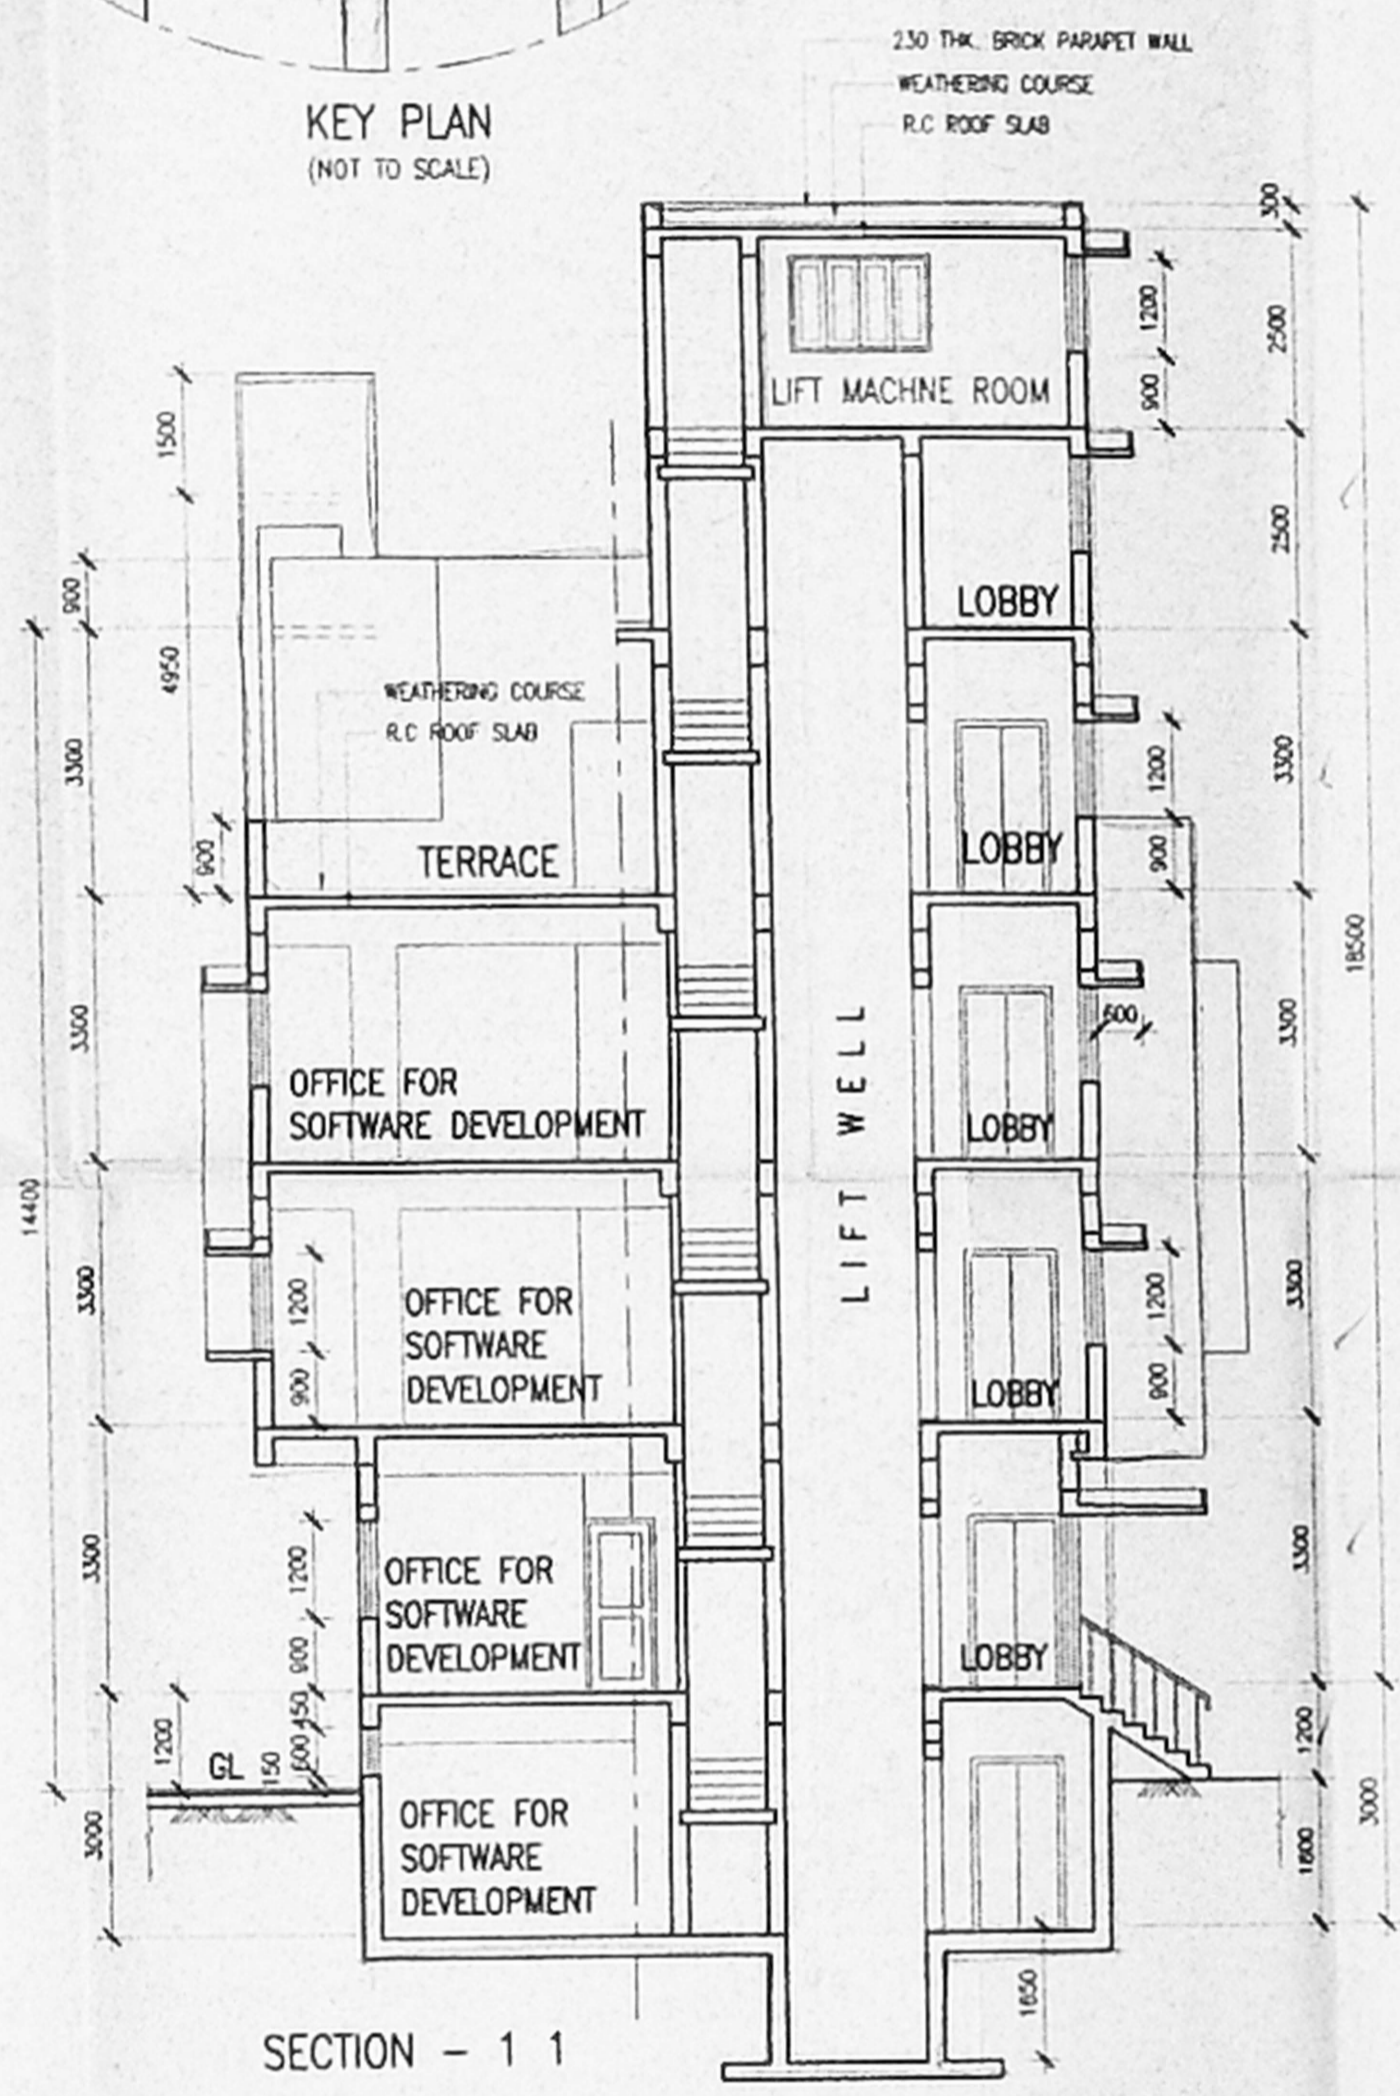 230 THK. BRICK PARAPET WALL
WEATHERING COURSE
R.C ROOF SLAB
KEY PLAN
(NOT TO SCALE)
300
1200
2500
900
LIFT MACHNE ROOM
1500
2500
LOBBY
900
4950
WEATHERING COURSE
R.C ROOF SLAB
3300
1200
3300
900
TERRACE
LOBBY
900
18500
3300
600
3300
OFFICE FOR
SOFTWARE DEVELOPMENT
LIFT WELL
LOBBY
14400
3300
1200
900
OFFICE FOR
SOFTWARE
DEVELOPMENT
LOBBY
1200
900
3300
3300
1200
900
OFFICE FOR
SOFTWARE
DEVELOPMENT
LOBBY
3300
1200
GL
150
600
450
1200
3000
OFFICE FOR
SOFTWARE
DEVELOPMENT
1800
3000
1650
SECTION - 1 1